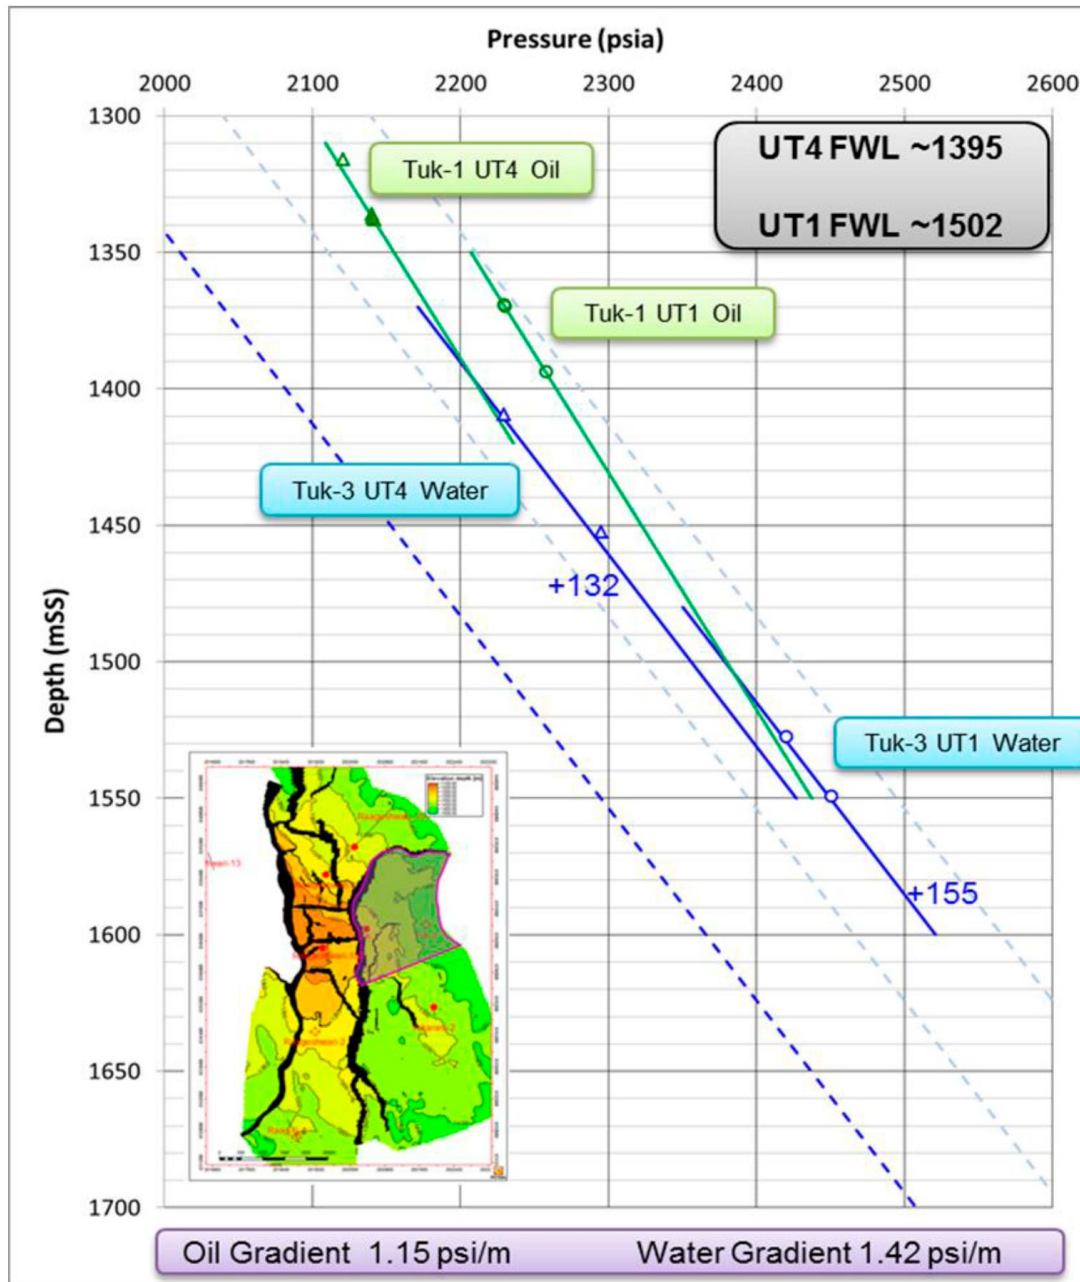 Pressure (psia)
2000 2100 2200 2300 2400 2500 2600
1300
1350
1400
1450
1500
1550
1600
1650
1700
Depth (mSS)
UT4 FWL ~1395
UT1 FWL ~1502
Tuk-1 UT4 Oil
Tuk-1 UT1 Oil
Tuk-3 UT4 Water
+132
Tuk-3 UT1 Water
+155
Elevation depth [m]
Oil Gradient 1.15 psi/m Water Gradient 1.42 psi/m